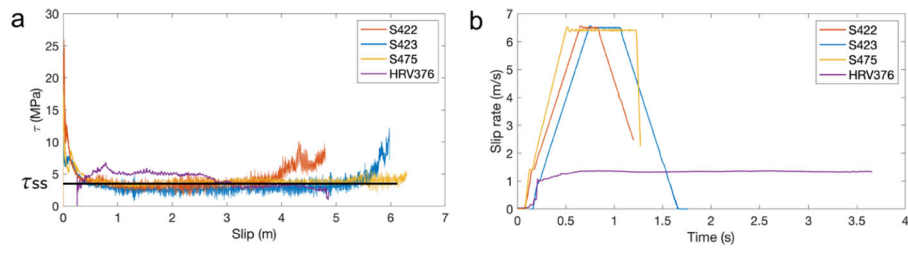 a
30
25
20
15
10
5
0
τ (MPa)
τss
0 1 2 3 4 5 6 7
Slip (m)
S422
S423
S475
HRV376
b
7
6
5
4
3
2
1
0
Slip rate (m/s)
0 0.5 1 1.5 2 2.5 3 3.5 4
Time (s)
S422
S423
S475
HRV376